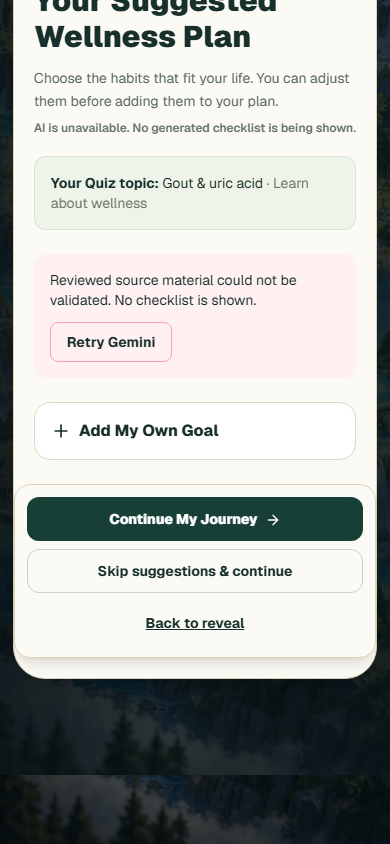 Your Suggested
Wellness Plan
Choose the habits that fit your life. You can adjust
them before adding them to your plan.
AI is unavailable. No generated checklist is being shown.
Your Quiz topic: Gout & uric acid · Learn
about wellness
Reviewed source material could not be
validated. No checklist is shown.
Retry Gemini
+ Add My Own Goal
Continue My Journey →
Skip suggestions & continue
Back to reveal